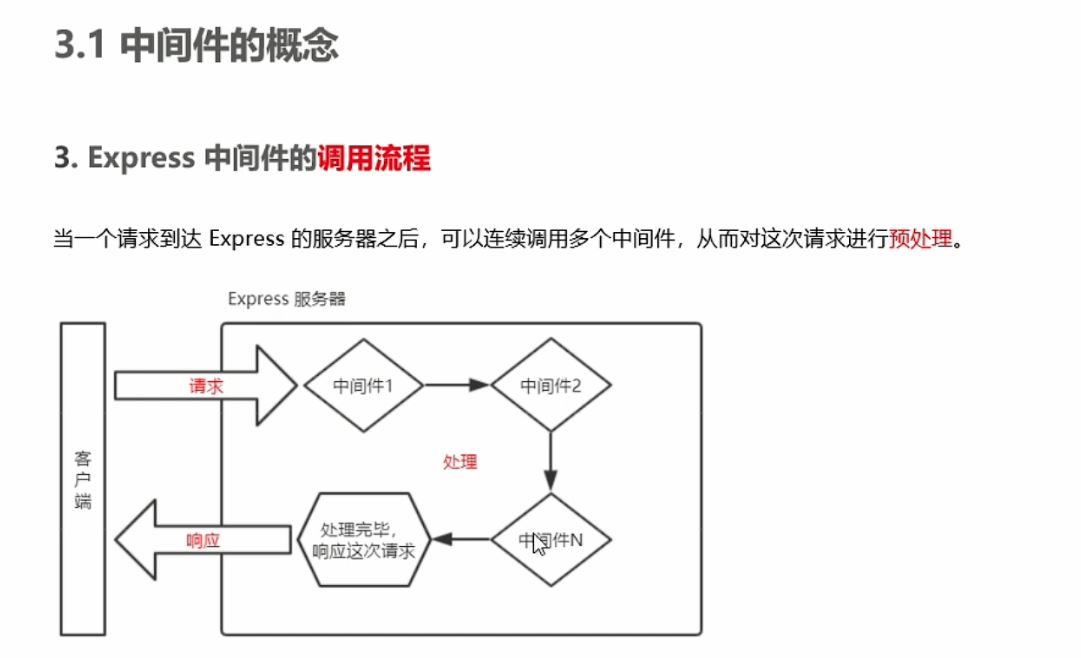 3.1 中间件的概念
3. Express 中间件的调用流程
当一个请求到达 Express 的服务器之后，可以连续调用多个中间件，从而对这次请求进行预处理。
Express 服务器
请求
中间件1
中间件2
客
户
端
处理
响应
处理完毕，
响应这次请求
中间件N